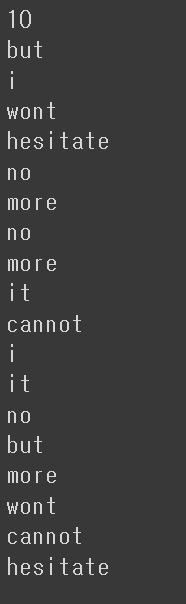 10
but
i
wont
hesitate
no
more
no
more
it
cannot
i
it
no
but
more
wont
cannot
hesitate